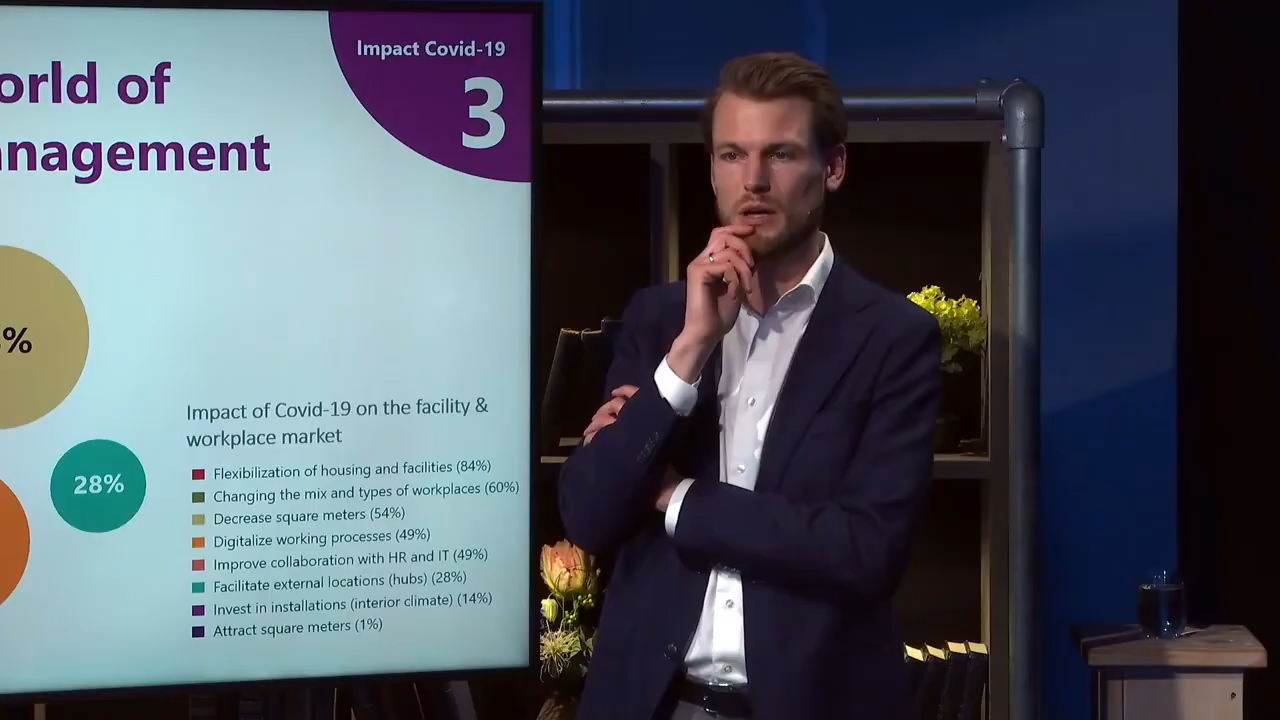 Impact Covid-19
3
orld of
nagement
%
28%
Impact of Covid-19 on the facility &
workplace market
Flexibilization of housing and facilities (84%)
Changing the mix and types of workplaces (60%)
Decrease square meters (54%)
Digitalize working processes (49%)
Improve collaboration with HR and IT (49%)
Facilitate external locations (hubs) (28%)
Invest in installations (interior climate) (14%)
Attract square meters (1%)